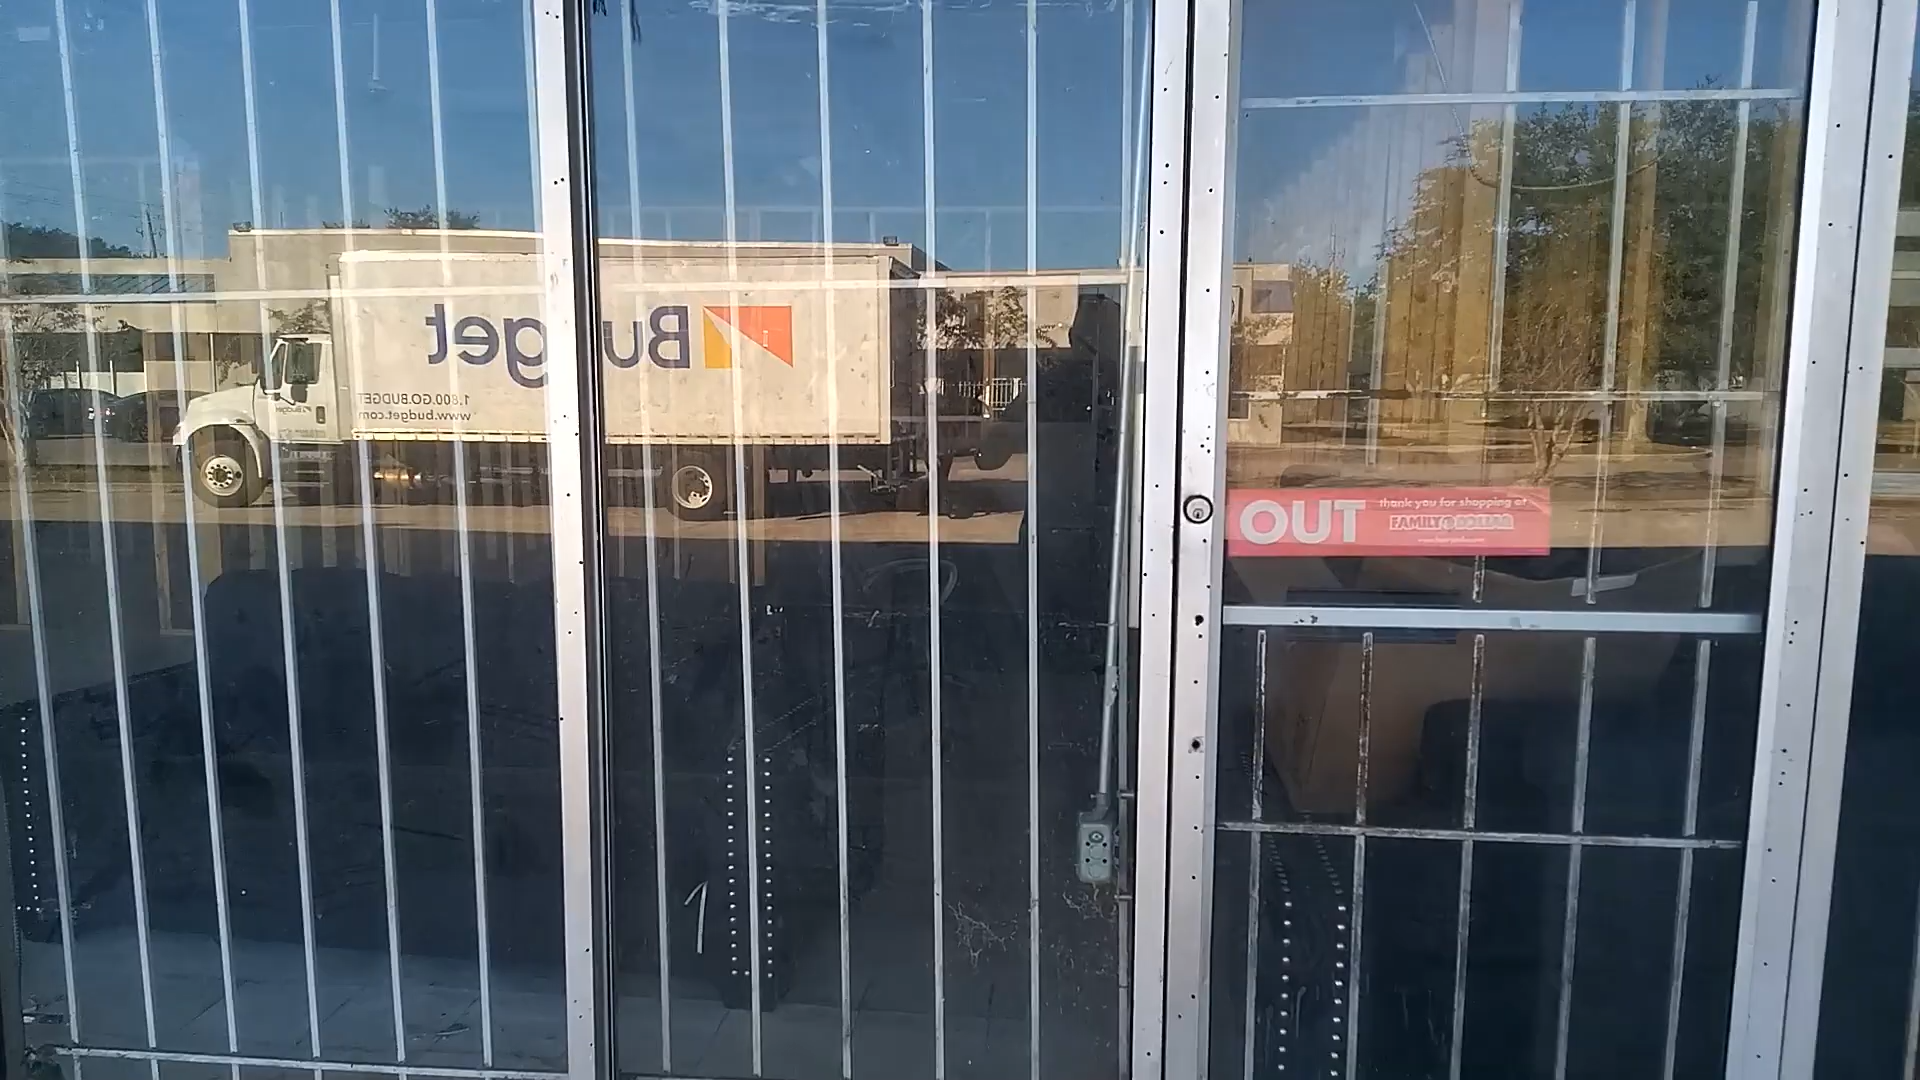 Budget
1.800.GO.BUDGET
www.budget.com
OUT
thank you for shopping at
FAMILY DOLLAR